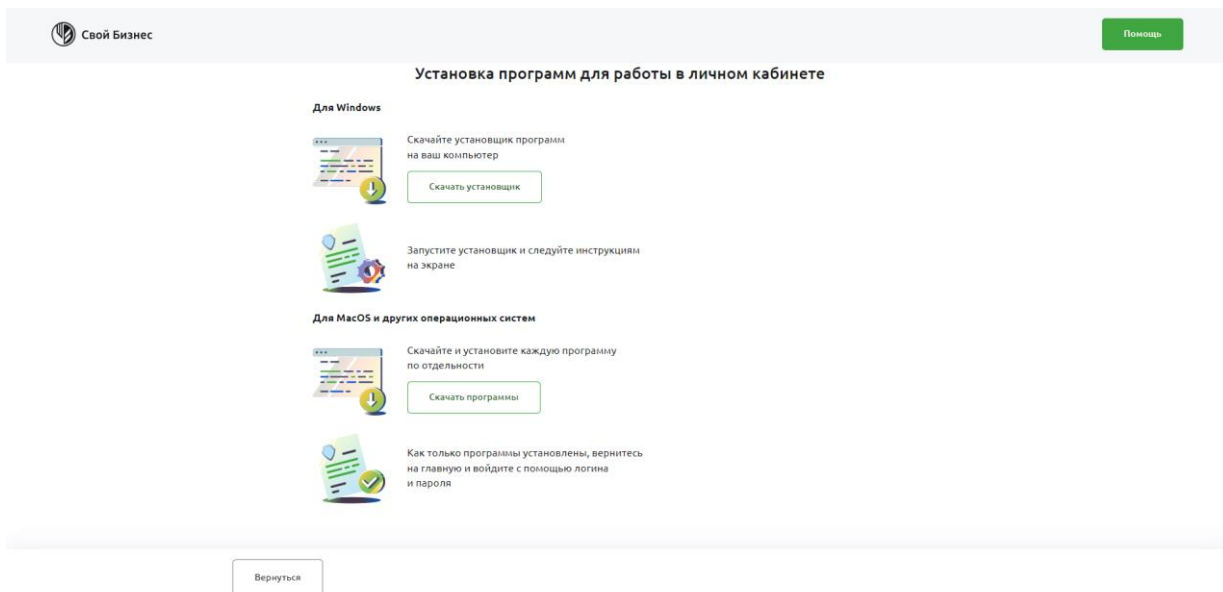 Свой Бизнес
Помощь
Установка программ для работы в личном кабинете
Для Windows
Скачайте установщик программ
на ваш компьютер
Скачать установщик
Запустите установщик и следуйте инструкциям
на экране
Для MacOS и других операционных систем
Скачайте и установите каждую программу
по отдельности
Скачать программы
Как только программы установлены, вернитесь
на главную и войдите с помощью логина
и пароля
Вернуться